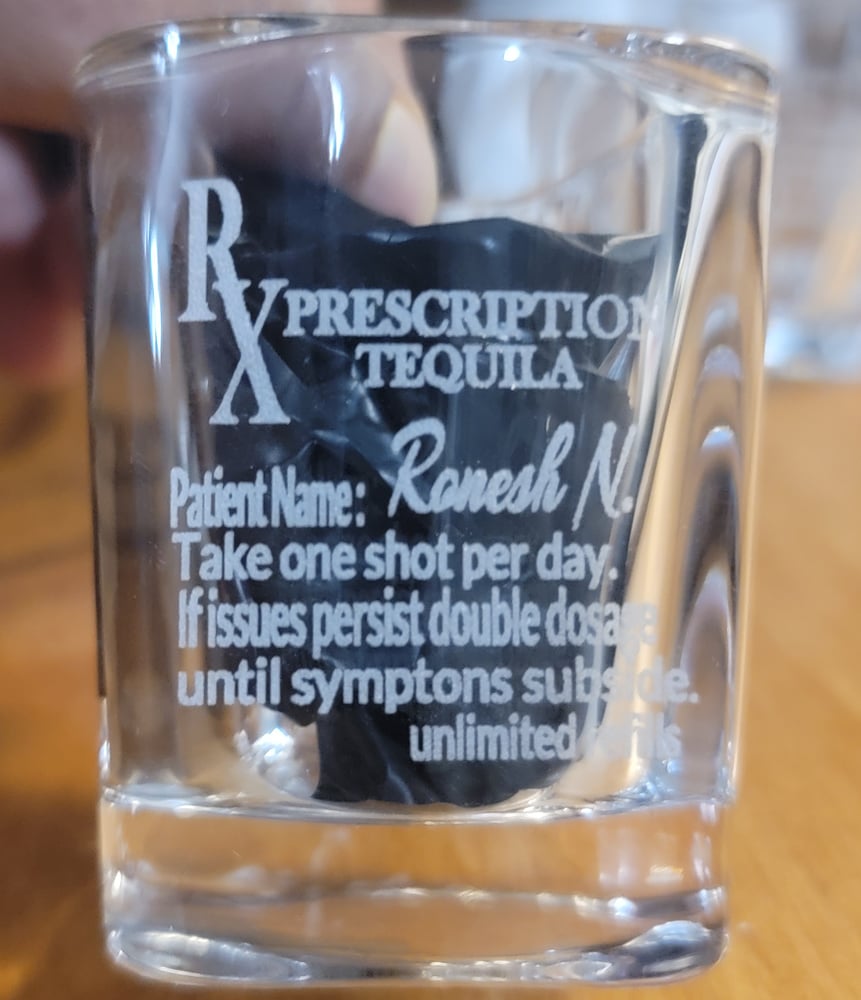 RX PRESCRIPTION
TEQUILA
Patient Name: Ronesh N.
Take one shot per day.
If issues persist double dosage
until symptons subside.
unlimited refills